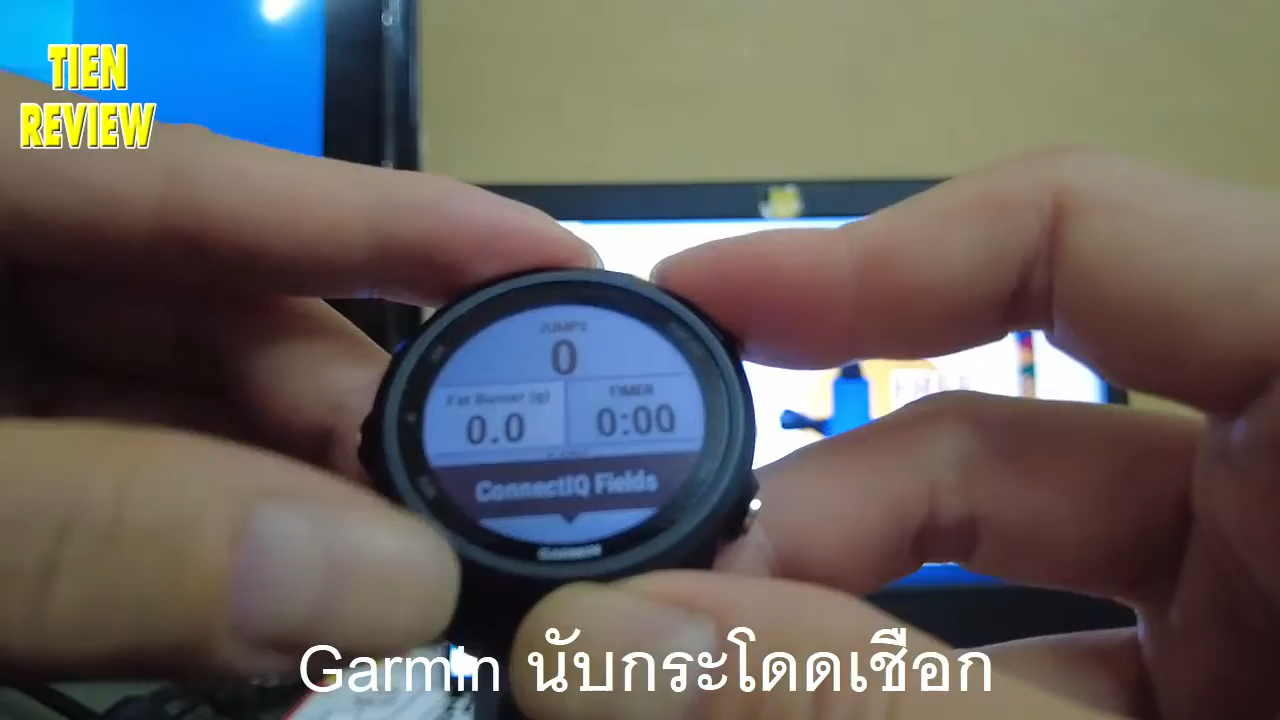 TIEN
REVIEW
JUMPS
0
Fat Burner (g)
0.0
TIMER
0:00
ConnectIQ Fields
GARMIN
Garmin นับกระโดดเชือก